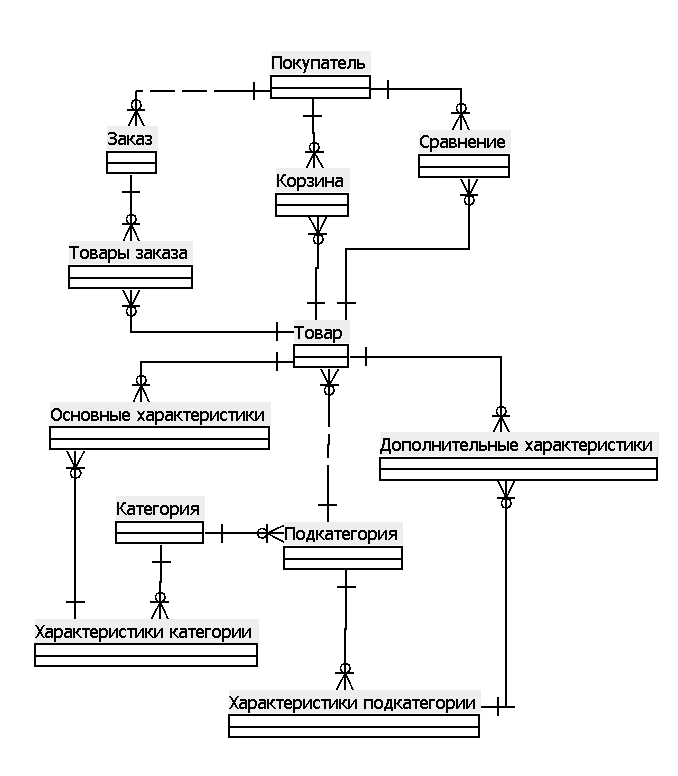 Покупатель
Заказ
Сравнение
Корзина
Товары заказа
Товар
Основные характеристики
Дополнительные характеристики
Категория
Подкатегория
Характеристики категории
Характеристики подкатегории